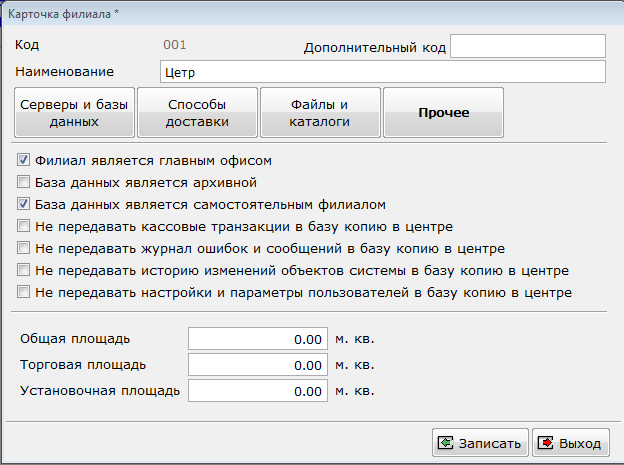 Карточка филиала *
Код 001 Дополнительный код
Наименование Цетр
Серверы и базы данных
Способы доставки
Файлы и каталоги
Прочее
Филиал является главным офисом
База данных является архивной
База данных является самостоятельным филиалом
Не передавать кассовые транзакции в базу копию в центре
Не передавать журнал ошибок и сообщений в базу копию в центре
Не передавать историю изменений объектов системы в базу копию в центре
Не передавать настройки и параметры пользователей в базу копию в центре
Общая площадь 0.00 м. кв.
Торговая площадь 0.00 м. кв.
Установочная площадь 0.00 м. кв.
Записать Выход